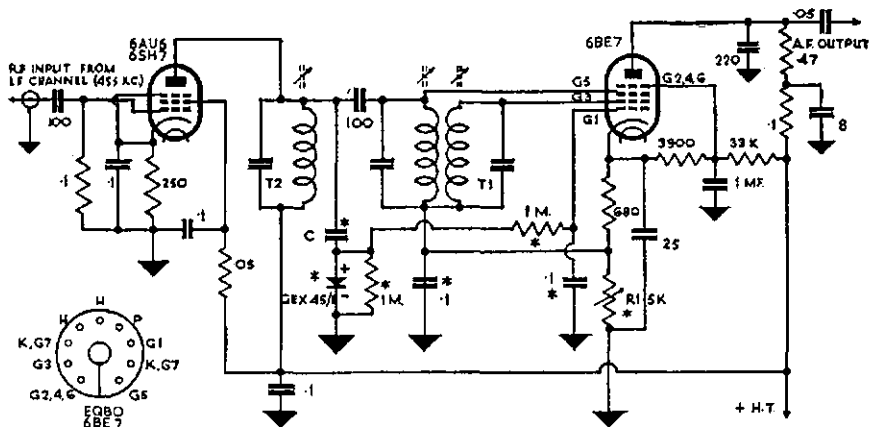 6AU6
6SH7
R.F. INPUT FROM
I.F. CHANNEL (455 K.C.)
100
.1
.1
250
.1
.05
T2
C
*
*
+
-
GEX 45/1
*
1 M.
.1
100
T1
*
.1
1 M.
*
.1
*
6BE7
G5
G3
G1
G2,4,6
3900
33 K
1 MF.
680
25
R1·5K
*
220
.05
A.F. OUTPUT
.47
.1
8
+ H.T.
H
H
P
K,G7
G1
G3
K,G7
G2,4,6
G5
EQ80
6BE7